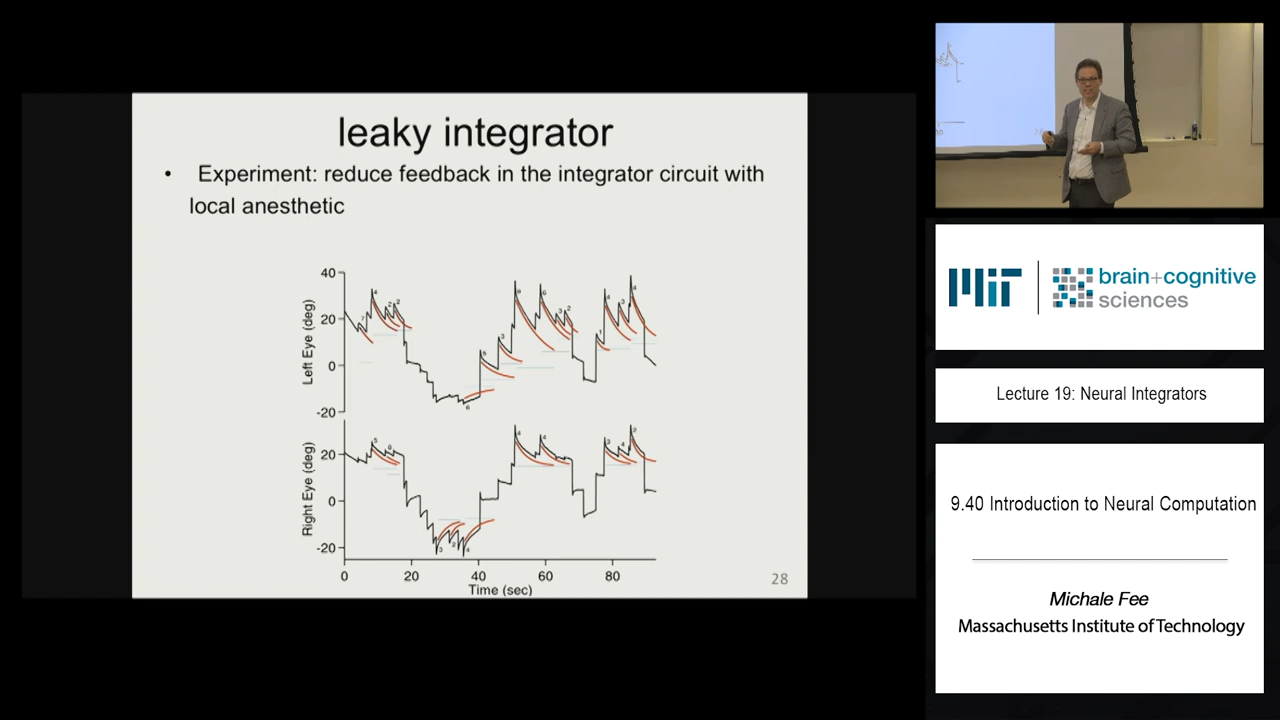 leaky integrator
• Experiment: reduce feedback in the integrator circuit with
local anesthetic
Left Eye (deg)
40
20
0
-20
Right Eye (deg)
20
0
-20
0 20 40 60 80
Time (sec)
28
MIT brain+cognitive
sciences
Lecture 19: Neural Integrators
9.40 Introduction to Neural Computation
Michale Fee
Massachusetts Institute of Technology